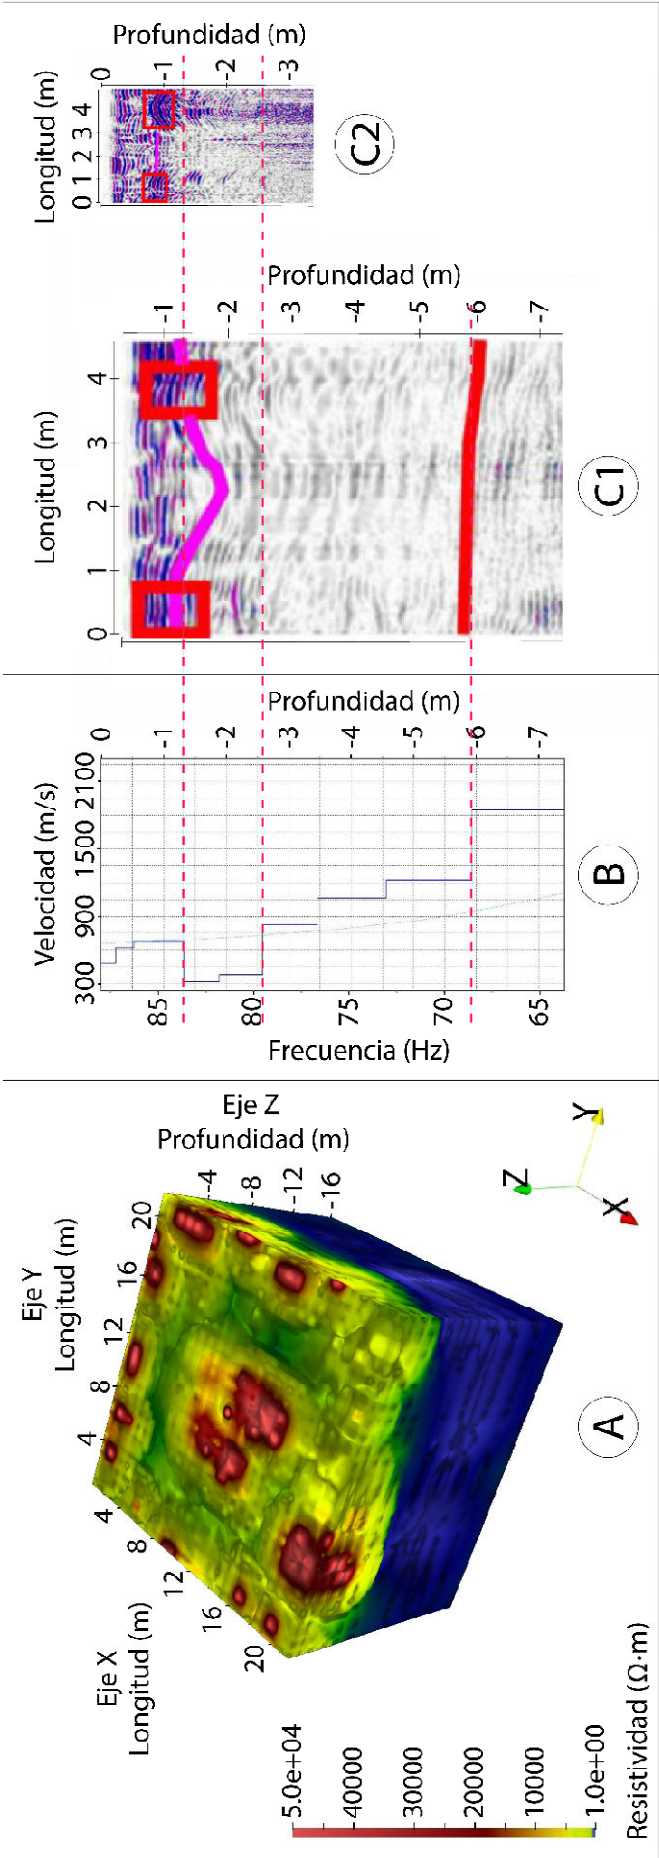 Resistividad (Ω·m)
5.0e+04
40000
30000
20000
10000
1.0e+00
Eje X
Longitud (m)
4
8
12
16
20
Eje Y
Longitud (m)
4
8
12
16
20
Eje Z
Profundidad (m)
-4
-8
-12
-16
X
Y
Z
A
Velocidad (m/s)
300
900
1500
2100
Profundidad (m)
0
-1
-2
-3
-4
-5
-6
-7
Frecuencia (Hz)
85
80
75
70
65
B
Longitud (m)
0
1
2
3
4
Profundidad (m)
-1
-2
-3
-4
-5
-6
-7
C1
Longitud (m)
0
1
2
3
4
Profundidad (m)
0
-1
-2
-3
C2